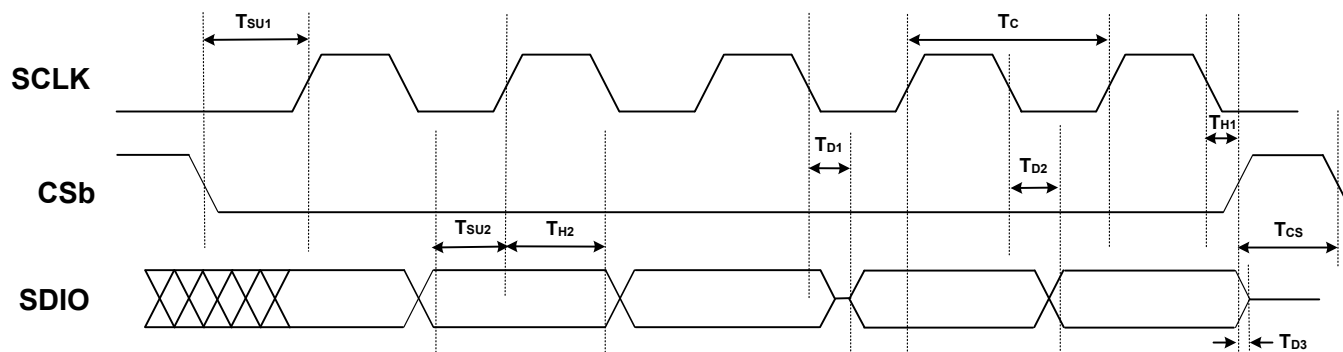 TSU1
TC
SCLK
TH1
TD1
TD2
CSb
TSU2
TH2
TCS
SDIO
TD3